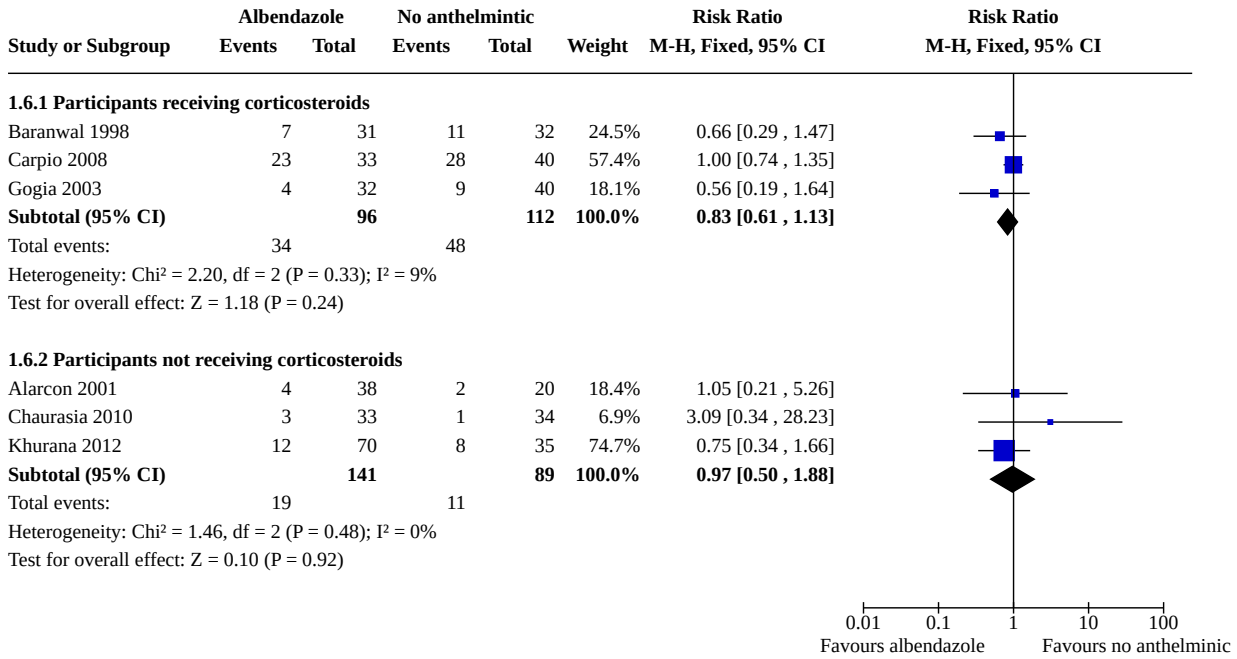 Albendazole No anthelmintic Risk Ratio Risk Ratio
Study or Subgroup Events Total Events Total Weight M-H, Fixed, 95% CI M-H, Fixed, 95% CI
1.6.1 Participants receiving corticosteroids
Baranwal 1998 7 31 11 32 24.5% 0.66 [0.29 , 1.47]
Carpio 2008 23 33 28 40 57.4% 1.00 [0.74 , 1.35]
Gogia 2003 4 32 9 40 18.1% 0.56 [0.19 , 1.64]
Subtotal (95% CI) 96 112 100.0% 0.83 [0.61 , 1.13]
Total events: 34 48
Heterogeneity: Chi² = 2.20, df = 2 (P = 0.33); I² = 9%
Test for overall effect: Z = 1.18 (P = 0.24)
1.6.2 Participants not receiving corticosteroids
Alarcon 2001 4 38 2 20 18.4% 1.05 [0.21 , 5.26]
Chaurasia 2010 3 33 1 34 6.9% 3.09 [0.34 , 28.23]
Khurana 2012 12 70 8 35 74.7% 0.75 [0.34 , 1.66]
Subtotal (95% CI) 141 89 100.0% 0.97 [0.50 , 1.88]
Total events: 19 11
Heterogeneity: Chi² = 1.46, df = 2 (P = 0.48); I² = 0%
Test for overall effect: Z = 0.10 (P = 0.92)
0.01 0.1 1 10 100
Favours albendazole Favours no anthelminic